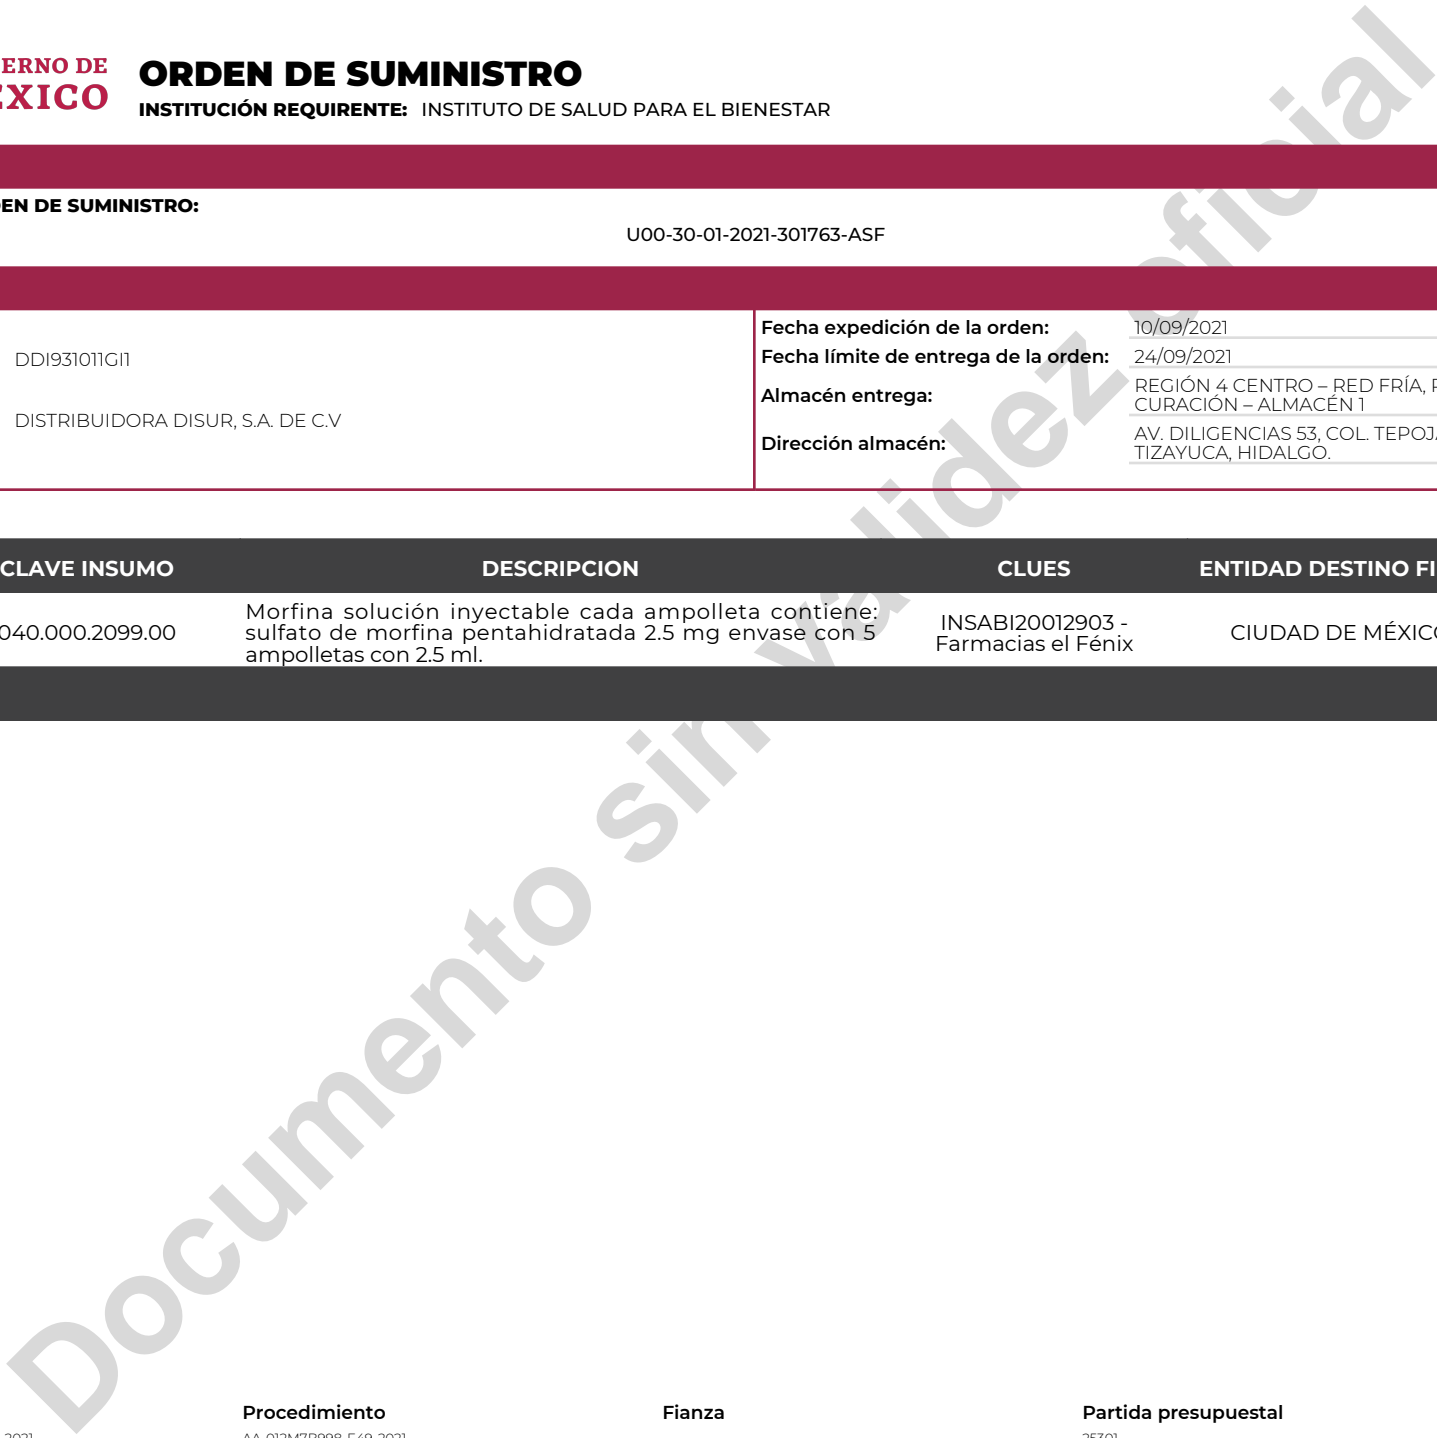 ERNO DE
ÉXICO
ORDEN DE SUMINISTRO
INSTITUCIÓN REQUIRENTE: INSTITUTO DE SALUD PARA EL BIENESTAR
EN DE SUMINISTRO:
U00-30-01-2021-301763-ASF
DDI931011GI1
DISTRIBUIDORA DISUR, S.A. DE C.V
Fecha expedición de la orden: 10/09/2021
Fecha límite de entrega de la orden: 24/09/2021
Almacén entrega: REGIÓN 4 CENTRO – RED FRÍA,
CURACIÓN – ALMACÉN 1
Dirección almacén: AV. DILIGENCIAS 53, COL. TEPOJ
TIZAYUCA, HIDALGO.
CLAVE INSUMO DESCRIPCION CLUES ENTIDAD DESTINO FI
040.000.2099.00
Morfina solución inyectable cada ampolleta contiene:
sulfato de morfina pentahidratada 2.5 mg envase con 5
ampolletas con 2.5 ml.
INSABI20012903 -
Farmacias el Fénix
CIUDAD DE MÉXICO
Documento sin validez oficial
Procedimiento Fianza Partida presupuestal